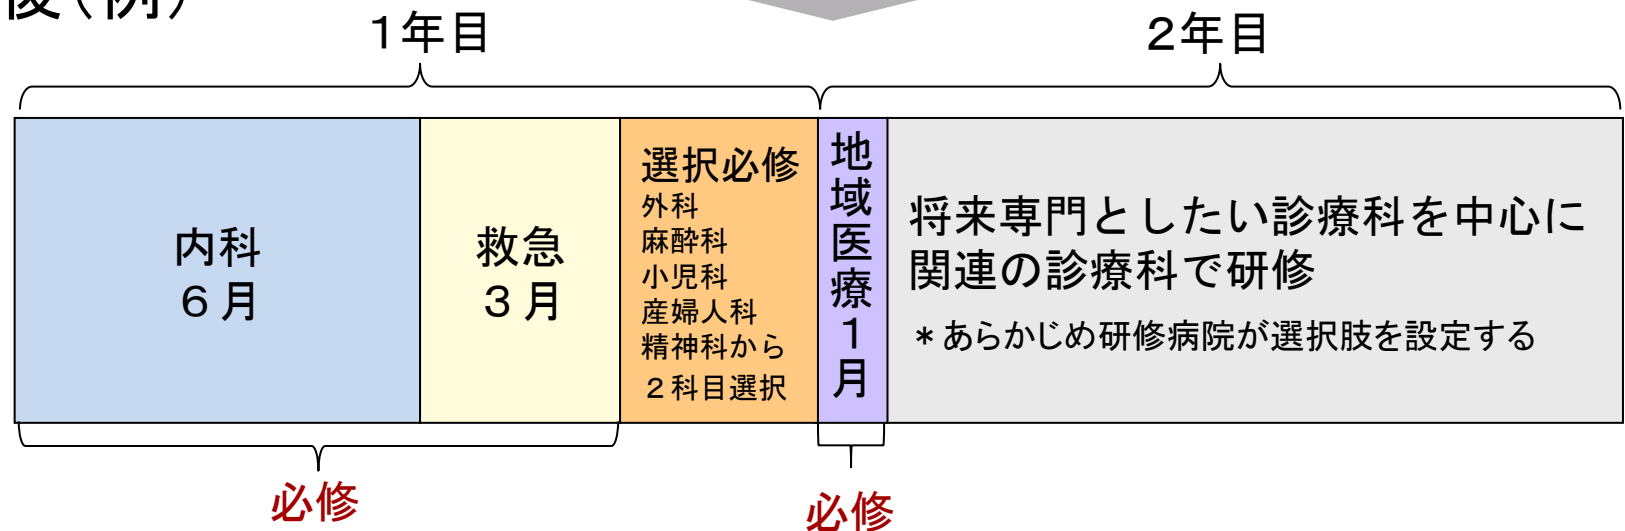 後（例）
１年目
２年目
内科
６月
救急
３月
選択必修
外科
麻酔科
小児科
産婦人科
精神科から
２科目選択
地域医療１月
将来専門としたい診療科を中心に
関連の診療科で研修
＊あらかじめ研修病院が選択肢を設定する
必修
必修